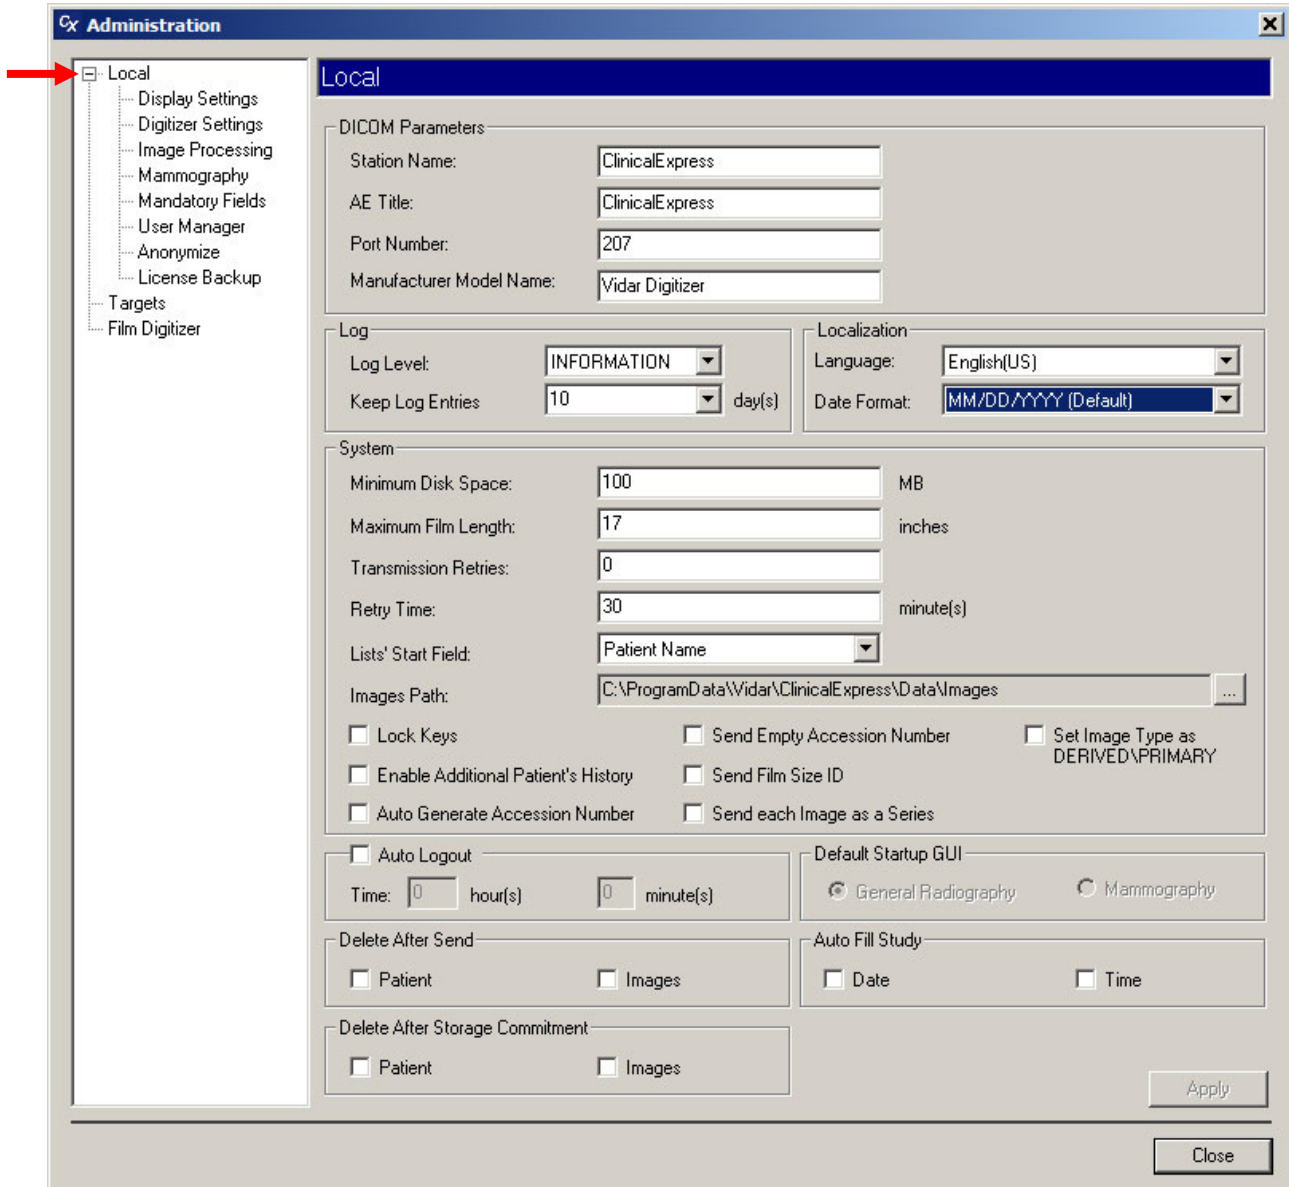 Cx Administration
Local
Display Settings
Digitizer Settings
Image Processing
Mammography
Mandatory Fields
User Manager
Anonymize
License Backup
Targets
Film Digitizer
Local
DICOM Parameters
Station Name: ClinicalExpress
AE Title: ClinicalExpress
Port Number: 207
Manufacturer Model Name: Vidar Digitizer
Log
Log Level: INFORMATION
Keep Log Entries 10 day(s)
Localization
Language: English(US)
Date Format: MM/DD/YYYY (Default)
System
Minimum Disk Space: 100 MB
Maximum Film Length: 17 inches
Transmission Retries: 0
Retry Time: 30 minute(s)
Lists' Start Field: Patient Name
Images Path: C:\ProgramData\Vidar\ClinicalExpress\Data\Images ...
Lock Keys Send Empty Accession Number Set Image Type as
DERIVED\PRIMARY
Enable Additional Patient's History Send Film Size ID
Auto Generate Accession Number Send each Image as a Series
Auto Logout
Time: 0 hour(s) 0 minute(s)
Default Startup GUI
General Radiography Mammography
Delete After Send
Patient Images
Auto Fill Study
Date Time
Delete After Storage Commitment
Patient Images
Apply
Close